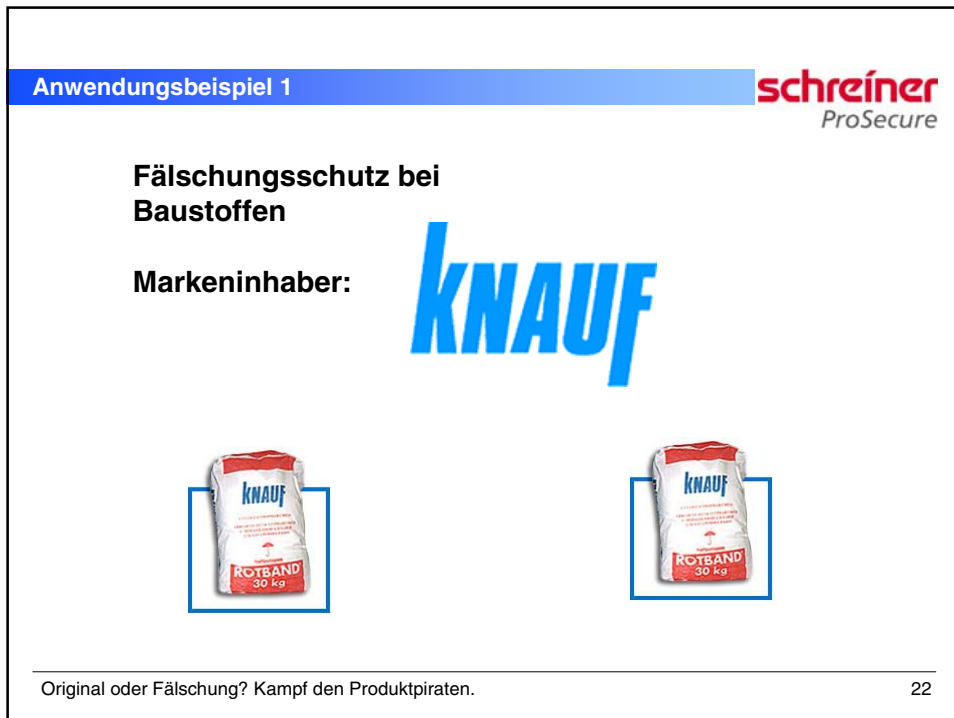 Anwendungsbeispiel 1
schreiner
ProSecure
Fälschungsschutz bei
Baustoffen
Markeninhaber:
KNAUF
KNAUF
ROTBAND
30 kg
KNAUF
ROTBAND
30 kg
Original oder Fälschung? Kampf den Produktpiraten.
22